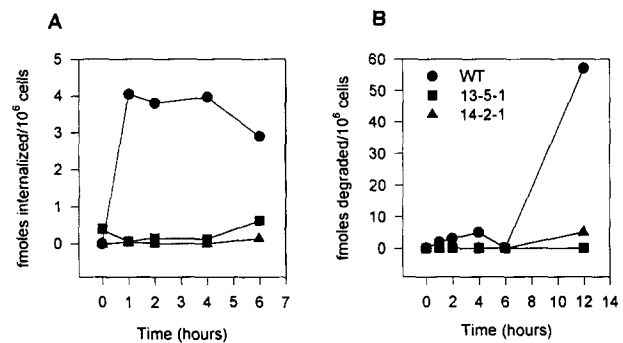 A
fmoles internalized/10⁶ cells
5
4
3
2
1
0
0 1 2 3 4 5 6 7
Time (hours)
B
fmoles degraded/10⁶ cells
60
50
40
30
20
10
0
WT
13-5-1
14-2-1
0 2 4 6 8 10 12 14
Time (hours)